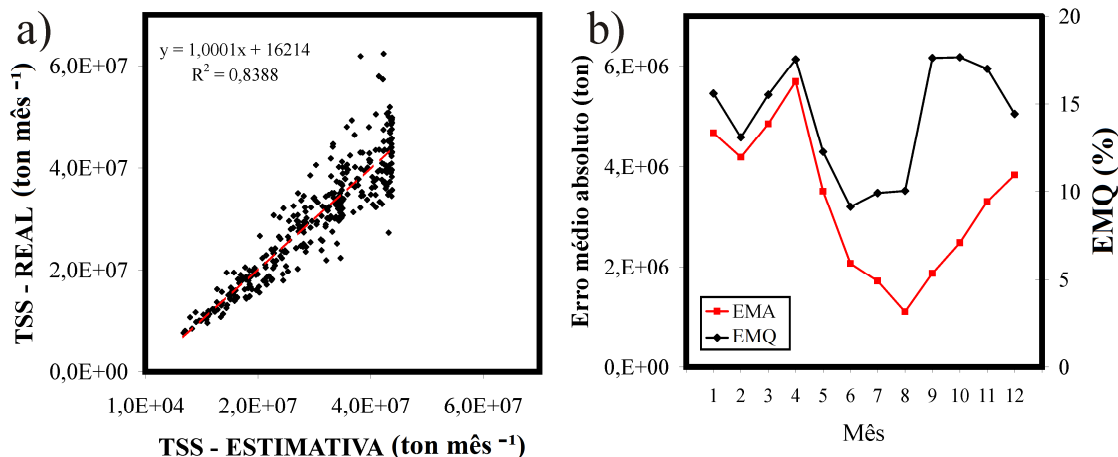 a)
y = 1,0001x + 16214
R² = 0,8388
TSS - REAL (ton mês ⁻¹)
6,0E+07
4,0E+07
2,0E+07
0,0E+00
1,0E+04 2,0E+07 4,0E+07 6,0E+07
TSS - ESTIMATIVA (ton mês ⁻¹)
b)
Erro médio absoluto (ton)
6,E+06
4,E+06
2,E+06
0,E+00
EMA
EMQ
1 2 3 4 5 6 7 8 9 10 11 12
Mês
20
15
10
5
0
EMQ (%)